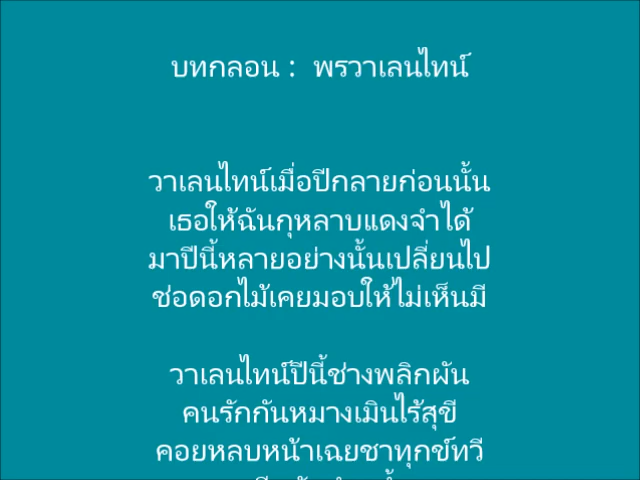 บทกลอน : พรวาเลนไทน์
วาเลนไทน์เมื่อปีกลายก่อนนั้น
เธอให้ฉันกุหลาบแดงจำได้
มาปีนี้หลายอย่างนั้นเปลี่ยนไป
ช่อดอกไม้เคยมอบให้ไม่เห็นมี
วาเลนไทน์ปีนี้ช่างพลิกผัน
คนรักกันหมางเมินไร้สุขี
คอยหลบหน้าเฉยชาทุกข์ทวี